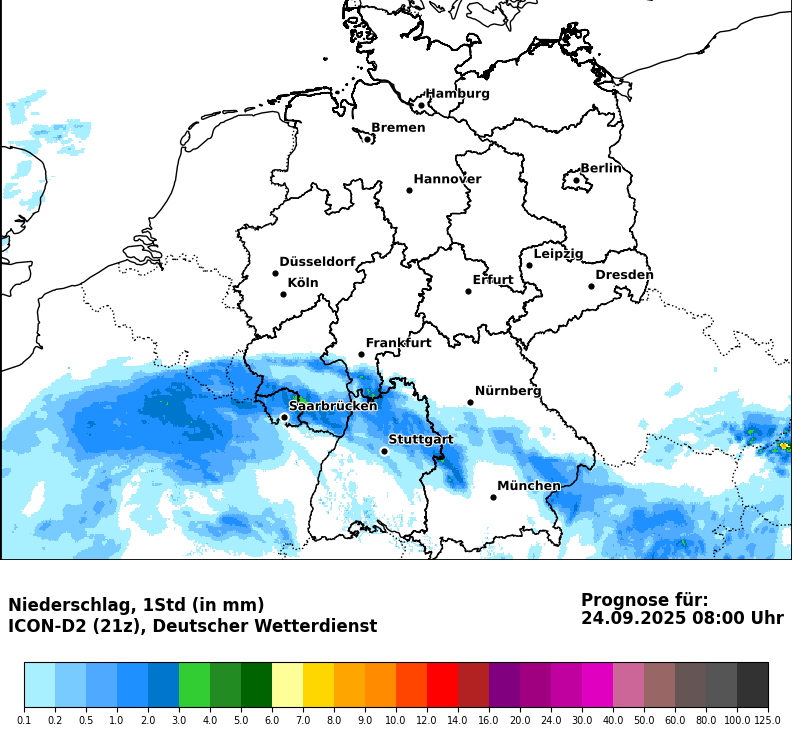 Hamburg
Bremen
Berlin
Hannover
Leipzig
Düsseldorf
Dresden
Köln
Erfurt
Frankfurt
Nürnberg
Saarbrücken
Stuttgart
München
Niederschlag, 1Std (in mm)
ICON-D2 (21z), Deutscher Wetterdienst
Prognose für:
24.09.2025 08:00 Uhr
0.1 0.2 0.5 1.0 2.0 3.0 4.0 5.0 6.0 7.0 8.0 9.0 10.0 12.0 14.0 16.0 20.0 24.0 30.0 40.0 50.0 60.0 80.0 100.0 125.0